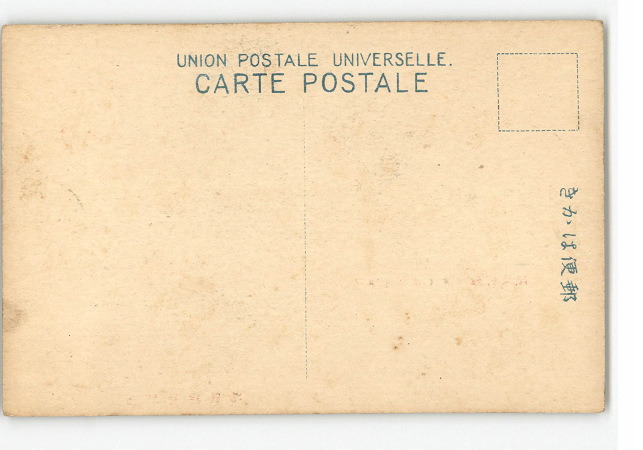 UNION POSTALE UNIVERSELLE.
CARTE POSTALE
郵便はかき